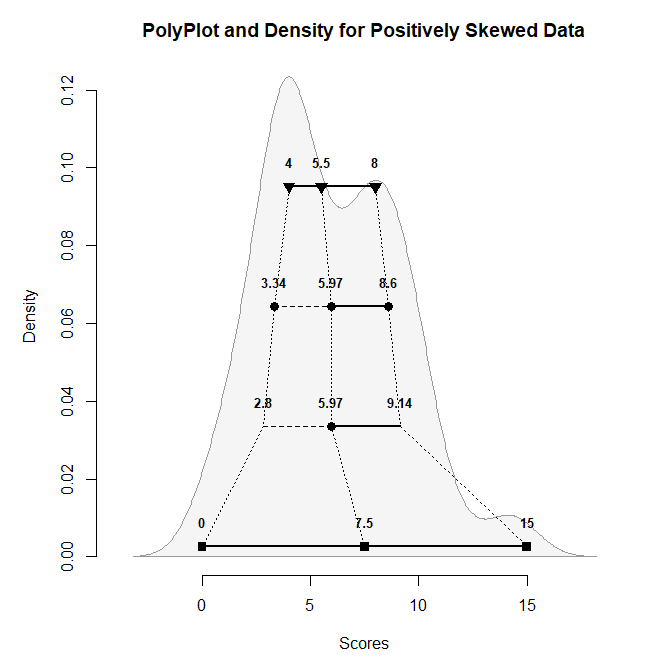 PolyPlot and Density for Positively Skewed Data
0.12
0.10
0.08
0.06
0.04
0.02
0.00
Density
4 5.5 8
3.34 5.97 8.6
2.8 5.97 9.14
0 7.5 15
0 5 10 15
Scores